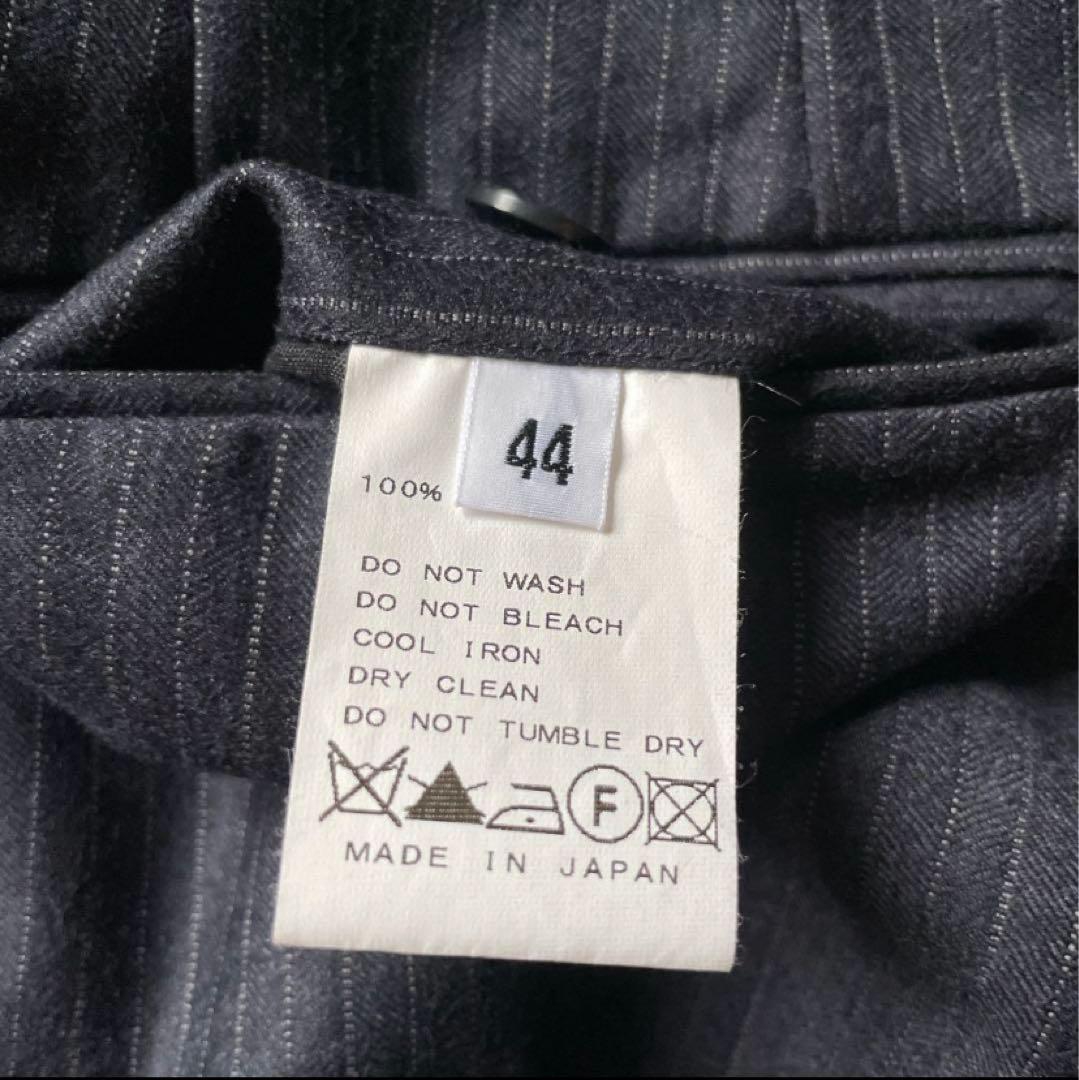 44
100%
DO NOT WASH
DO NOT BLEACH
COOL IRON
DRY CLEAN
DO NOT TUMBLE DRY
F
MADE IN JAPAN